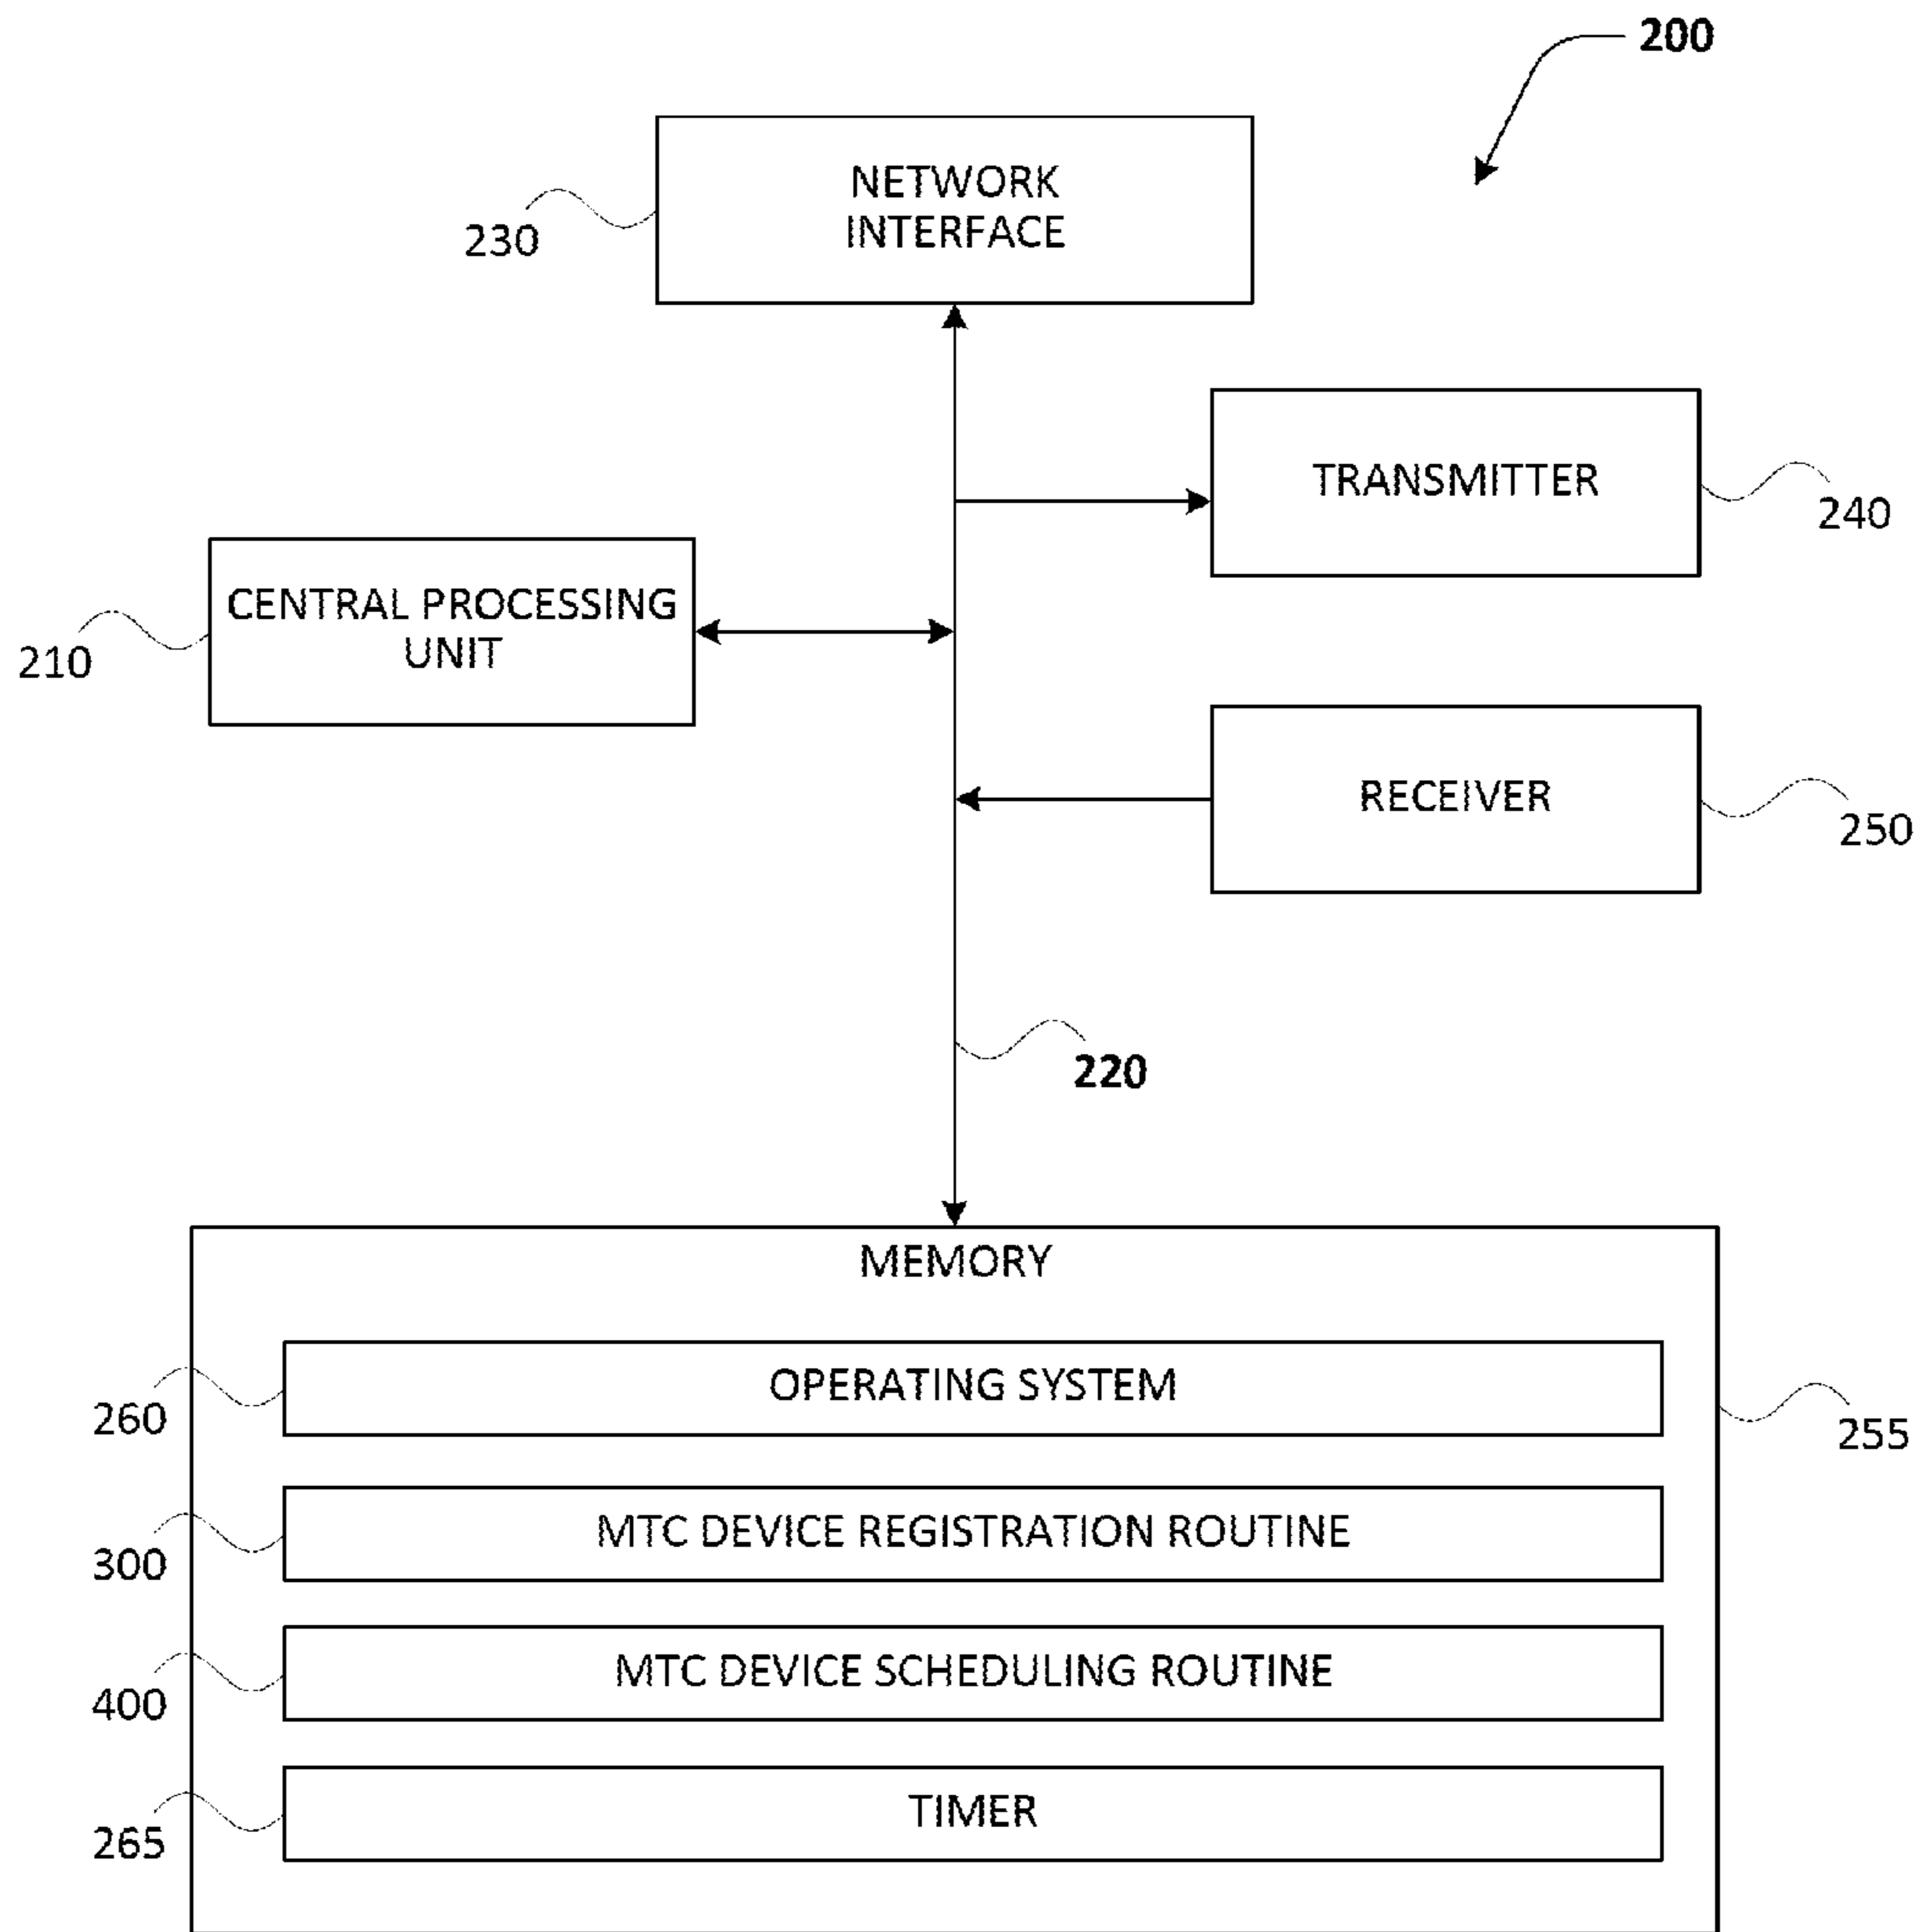 200
NETWORK
INTERFACE
230
TRANSMITTER
240
CENTRAL PROCESSING
UNIT
210
RECEIVER
250
220
MEMORY
OPERATING SYSTEM
260
255
MTC DEVICE REGISTRATION ROUTINE
300
MTC DEVICE SCHEDULING ROUTINE
400
TIMER
265